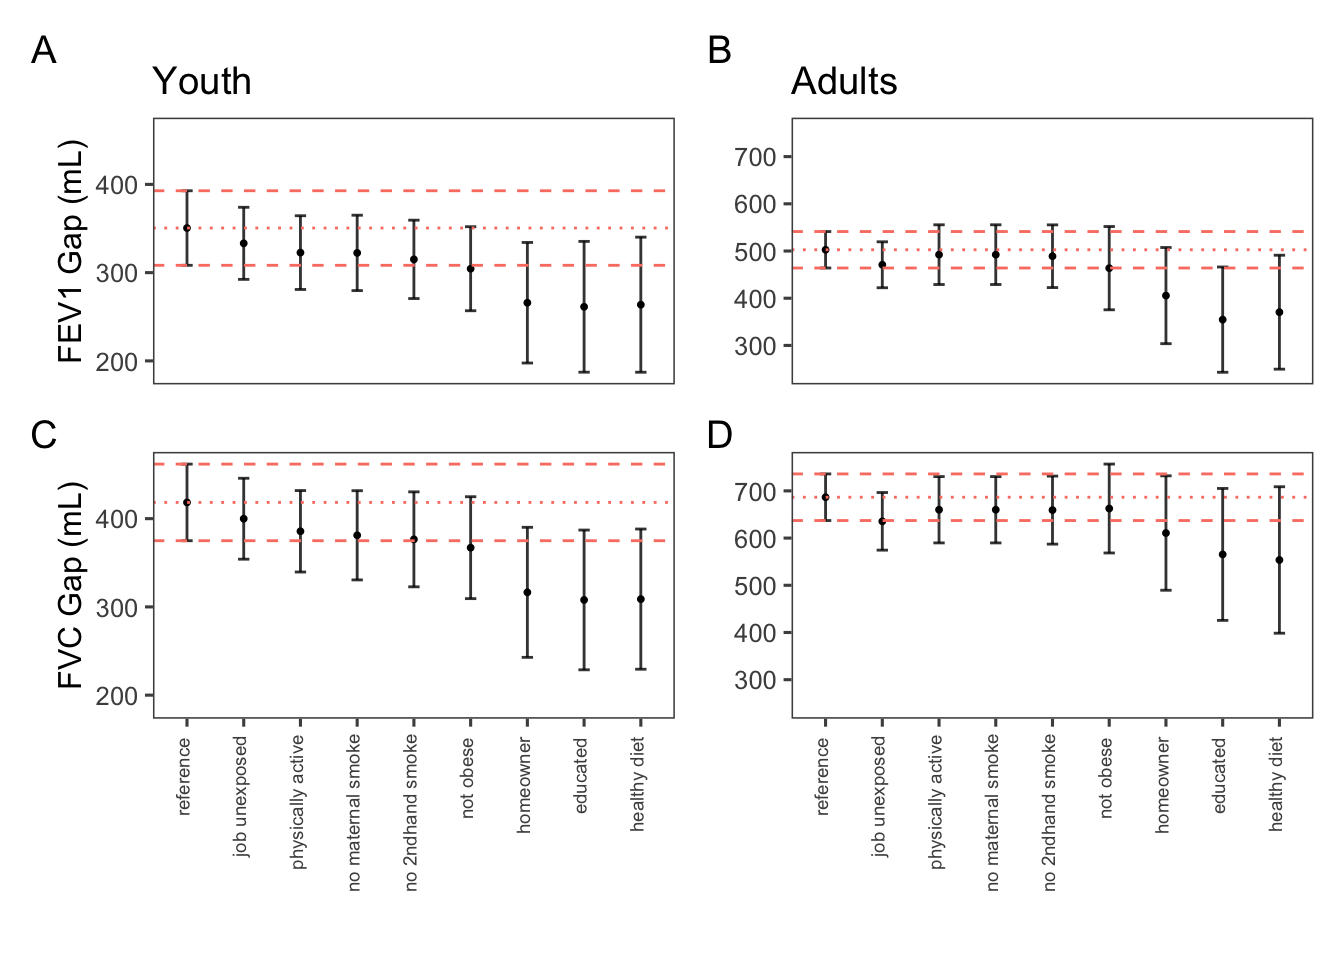 A
Youth
FEV1 Gap (mL)
400
300
200
B
Adults
700
600
500
400
300
C
FVC Gap (mL)
400
300
200
reference
job unexposed
physically active
no maternal smoke
no 2ndhand smoke
not obese
homeowner
educated
healthy diet
D
700
600
500
400
300
reference
job unexposed
physically active
no maternal smoke
no 2ndhand smoke
not obese
homeowner
educated
healthy diet